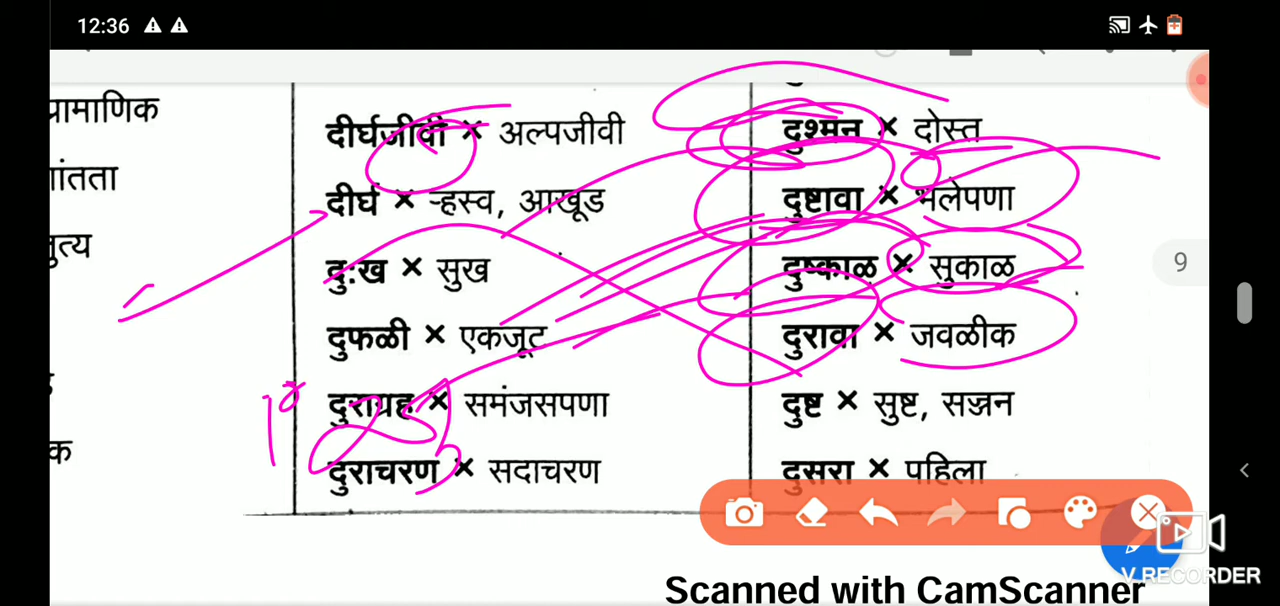 12:36
प्रामाणिक
दीर्घजीवी × अल्पजीवी
दुश्मन × दोस्त
दीर्घ × ऱ्हस्व, आखूड
दुष्टावा × भलेपणा
दुःख × सुख
दुष्काळ × सुकाळ
9
दुफळी × एकजूट
दुरावा × जवळीक
दुराग्रह × समंजसपणा
दुष्ट × सुष्ट, सज्जन
दुराचरण × सदाचरण
दुसरा × पहिला
Scanned with CamScanner
V.RECORDER